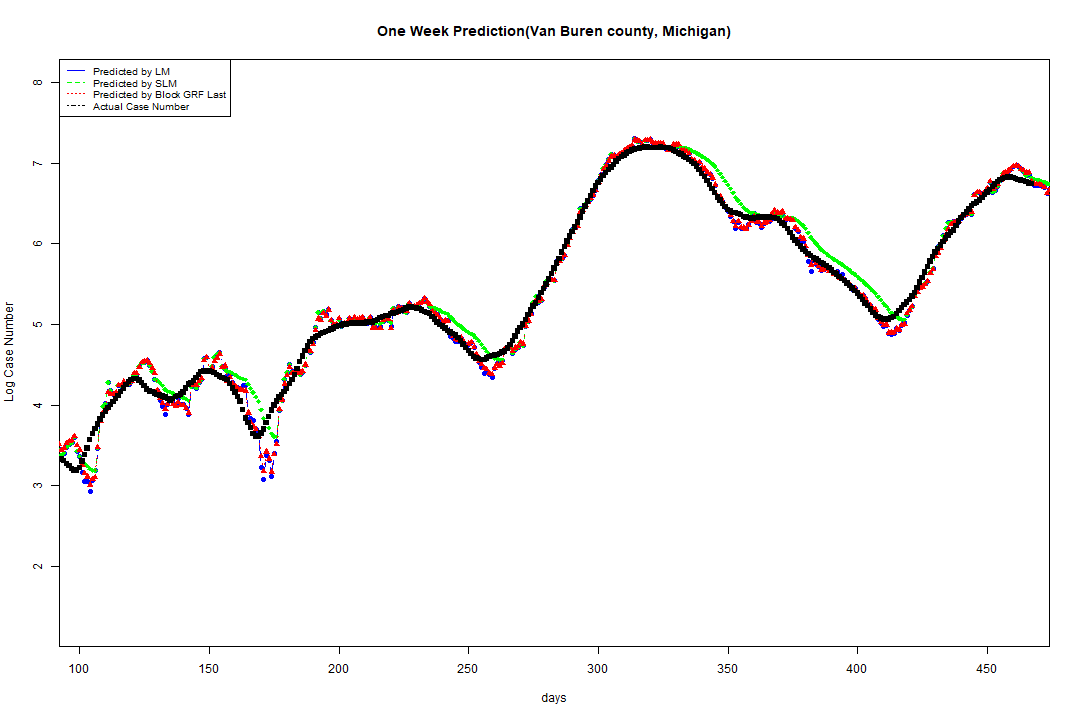 One Week Prediction(Van Buren county, Michigan)
Predicted by LM
Predicted by SLM
Predicted by Block GRF Last
Actual Case Number
8
7
6
5
4
3
2
Log Case Number
100 150 200 250 300 350 400 450
days